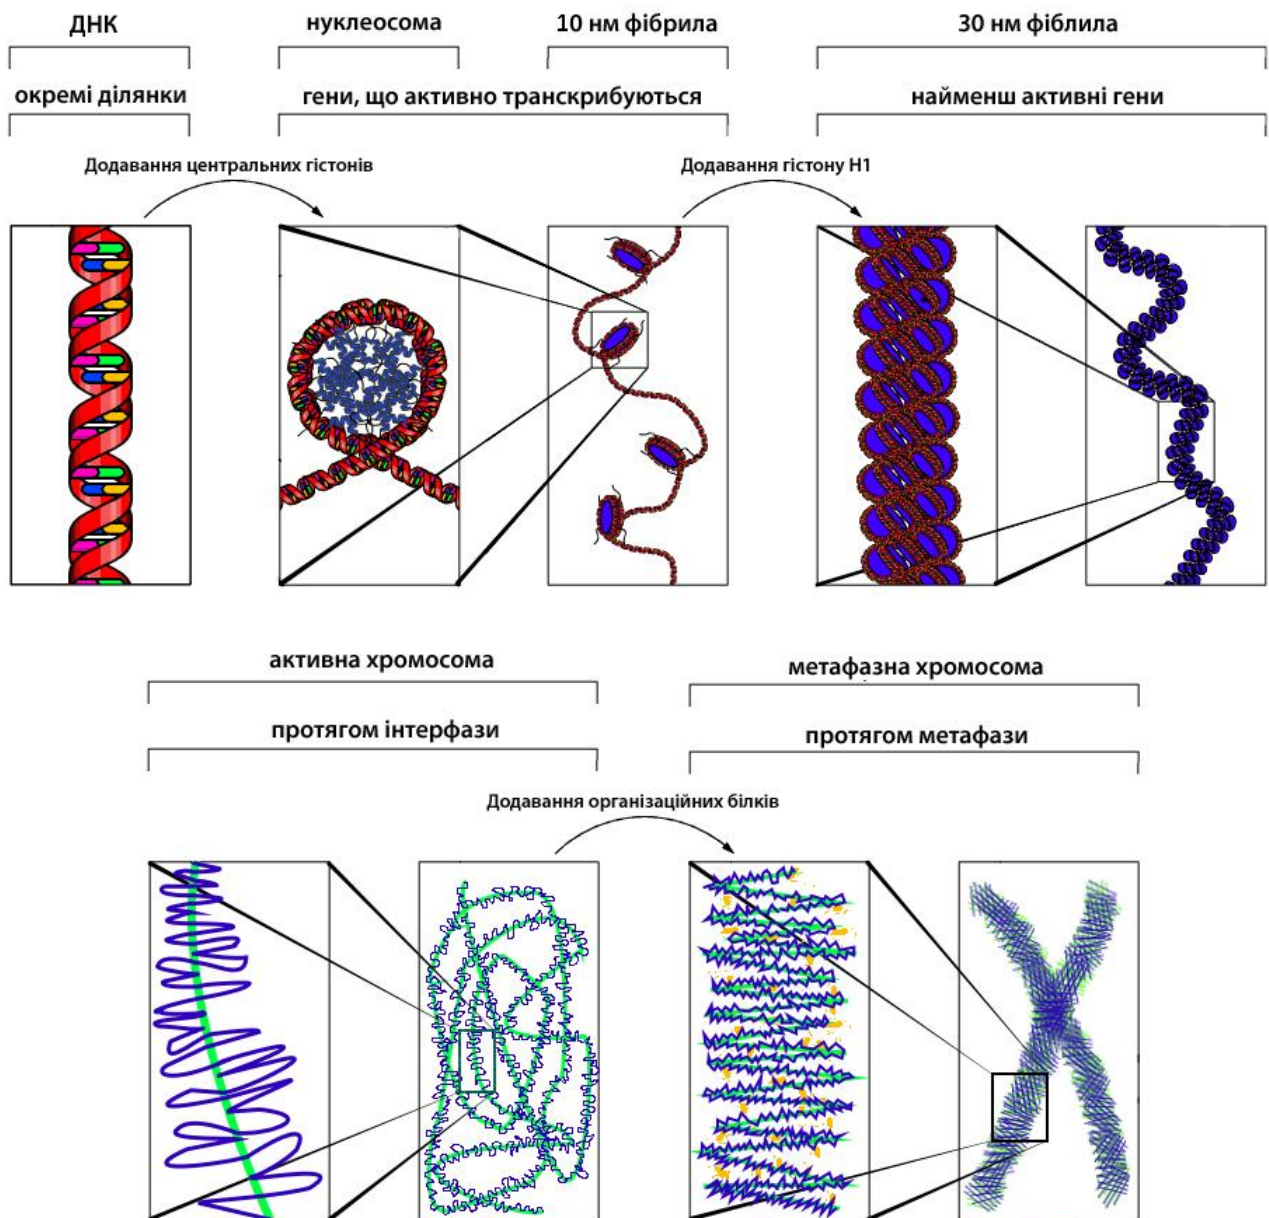 ДНК
нуклеосома
10 нм фібрила
30 нм фіблила
окремі ділянки
гени, що активно транскрибуються
найменш активні гени
Додавання центральних гістонів
Додавання гістону H1
активна хромосома
метафазна хромосома
протягом інтерфази
протягом метафази
Додавання організаційних білків